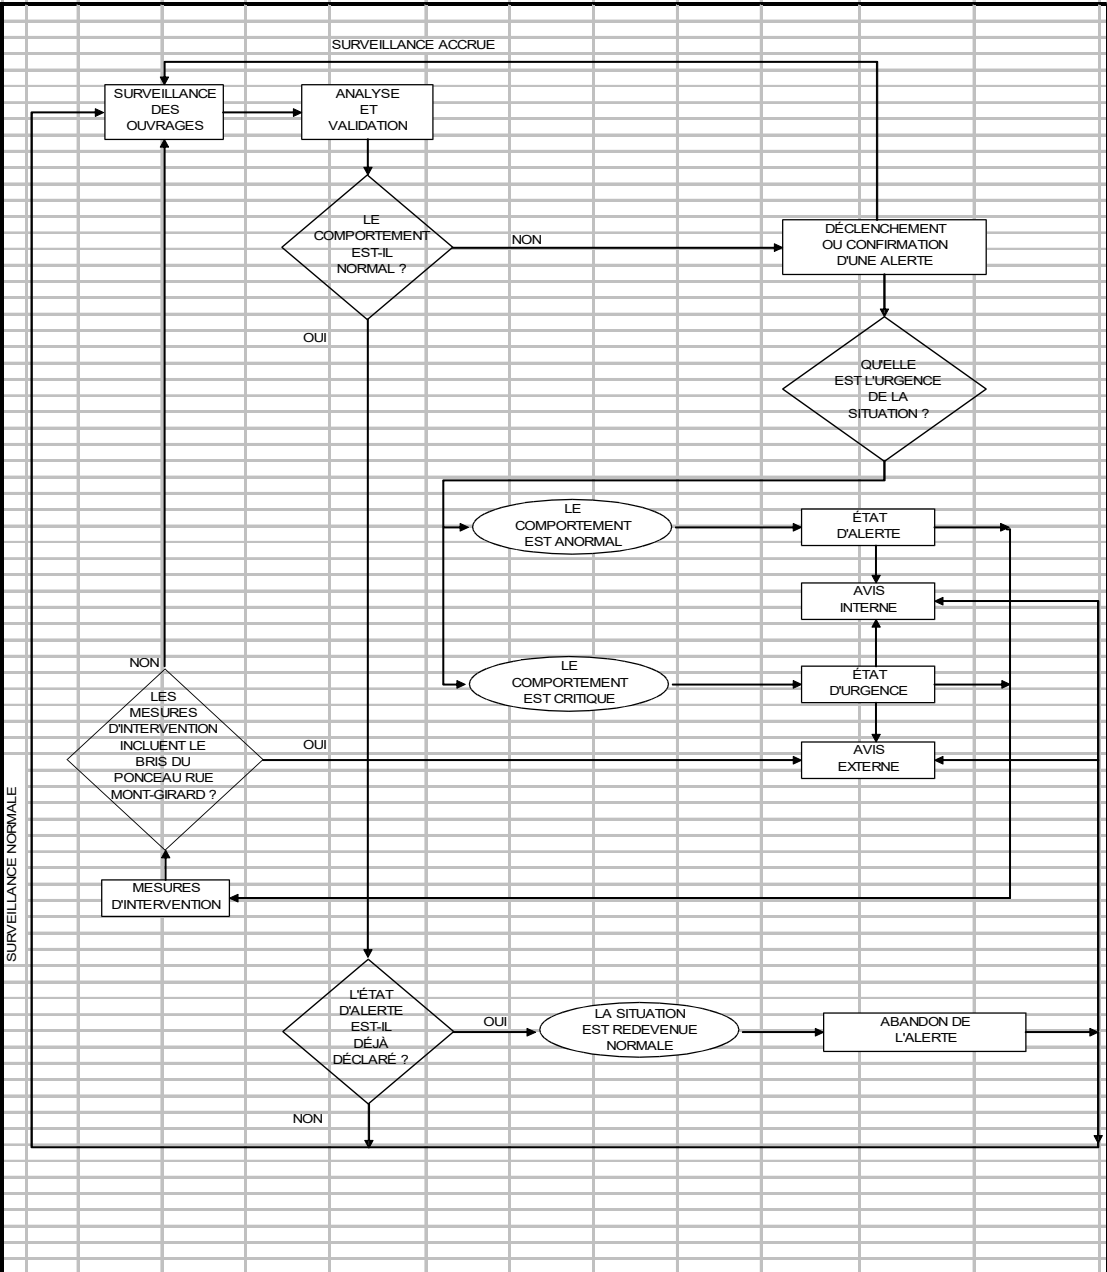 SURVEILLANCE ACCRUE
SURVEILLANCE
DES
OUVRAGES
ANALYSE
ET
VALIDATION
LE
COMPORTEMENT
EST-IL
NORMAL ?
NON
DÉCLENCHEMENT
OU CONFIRMATION
D'UNE ALERTE
OUI
QU'ELLE
EST L'URGENCE
DE LA
SITUATION ?
LE
COMPORTEMENT
EST ANORMAL
ÉTAT
D'ALERTE
AVIS
INTERNE
NON
LE
COMPORTEMENT
EST CRITIQUE
ÉTAT
D'URGENCE
LES
MESURES
D'INTERVENTION
INCLUENT LE
BRIS DU
PONCEAU RUE
MONT-GIRARD ?
OUI
AVIS
EXTERNE
SURVEILLANCE NORMALE
MESURES
D'INTERVENTION
L'ÉTAT
D'ALERTE
EST-IL
DÉJÀ
DÉCLARÉ ?
OUI
LA SITUATION
EST REDEVENUE
NORMALE
ABANDON DE
L'ALERTE
NON